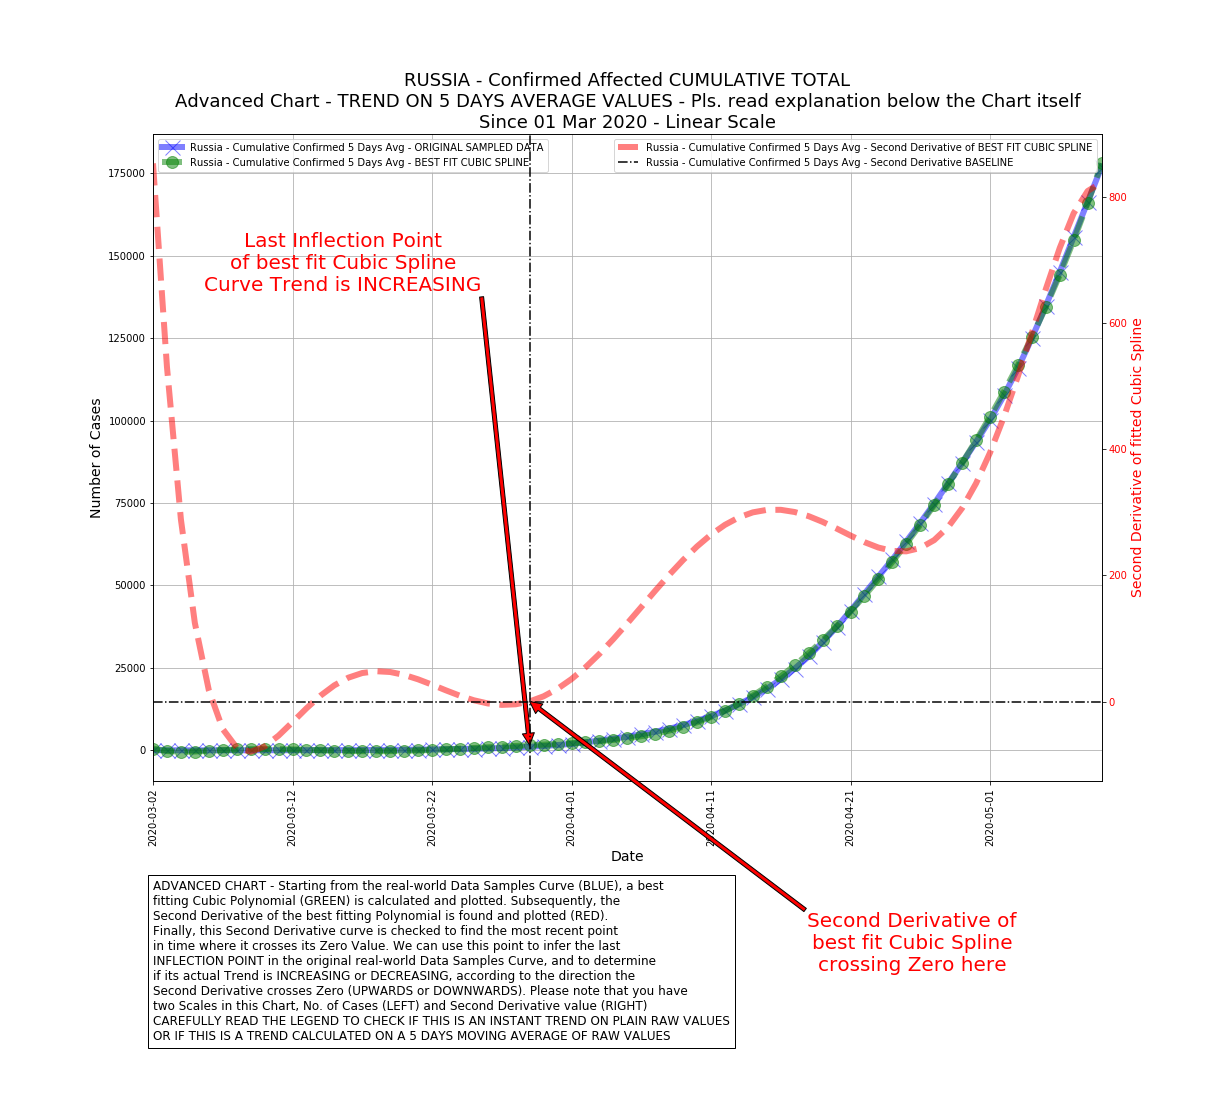 RUSSIA - Confirmed Affected CUMULATIVE TOTAL
Advanced Chart - TREND ON 5 DAYS AVERAGE VALUES - Pls. read explanation below the Chart itself
Since 01 Mar 2020 - Linear Scale
Russia - Cumulative Confirmed 5 Days Avg - ORIGINAL SAMPLED DATA
Russia - Cumulative Confirmed 5 Days Avg - BEST FIT CUBIC SPLINE
Russia - Cumulative Confirmed 5 Days Avg - Second Derivative of BEST FIT CUBIC SPLINE
Russia - Cumulative Confirmed 5 Days Avg - Second Derivative BASELINE
Last Inflection Point
of best fit Cubic Spline
Curve Trend is INCREASING
Number of Cases
175000
150000
125000
100000
75000
50000
25000
0
800
600
400
200
0
Second Derivative of fitted Cubic Spline
2020-03-02
2020-03-12
2020-03-22
2020-04-01
2020-04-11
2020-04-21
2020-05-01
Date
Second Derivative of
best fit Cubic Spline
crossing Zero here
ADVANCED CHART - Starting from the real-world Data Samples Curve (BLUE), a best
fitting Cubic Polynomial (GREEN) is calculated and plotted. Subsequently, the
Second Derivative of the best fitting Polynomial is found and plotted (RED).
Finally, this Second Derivative curve is checked to find the most recent point
in time where it crosses its Zero Value. We can use this point to infer the last
INFLECTION POINT in the original real-world Data Samples Curve, and to determine
if its actual Trend is INCREASING or DECREASING, according to the direction the
Second Derivative crosses Zero (UPWARDS or DOWNWARDS). Please note that you have
two Scales in this Chart, No. of Cases (LEFT) and Second Derivative value (RIGHT)
CAREFULLY READ THE LEGEND TO CHECK IF THIS IS AN INSTANT TREND ON PLAIN RAW VALUES
OR IF THIS IS A TREND CALCULATED ON A 5 DAYS MOVING AVERAGE OF RAW VALUES